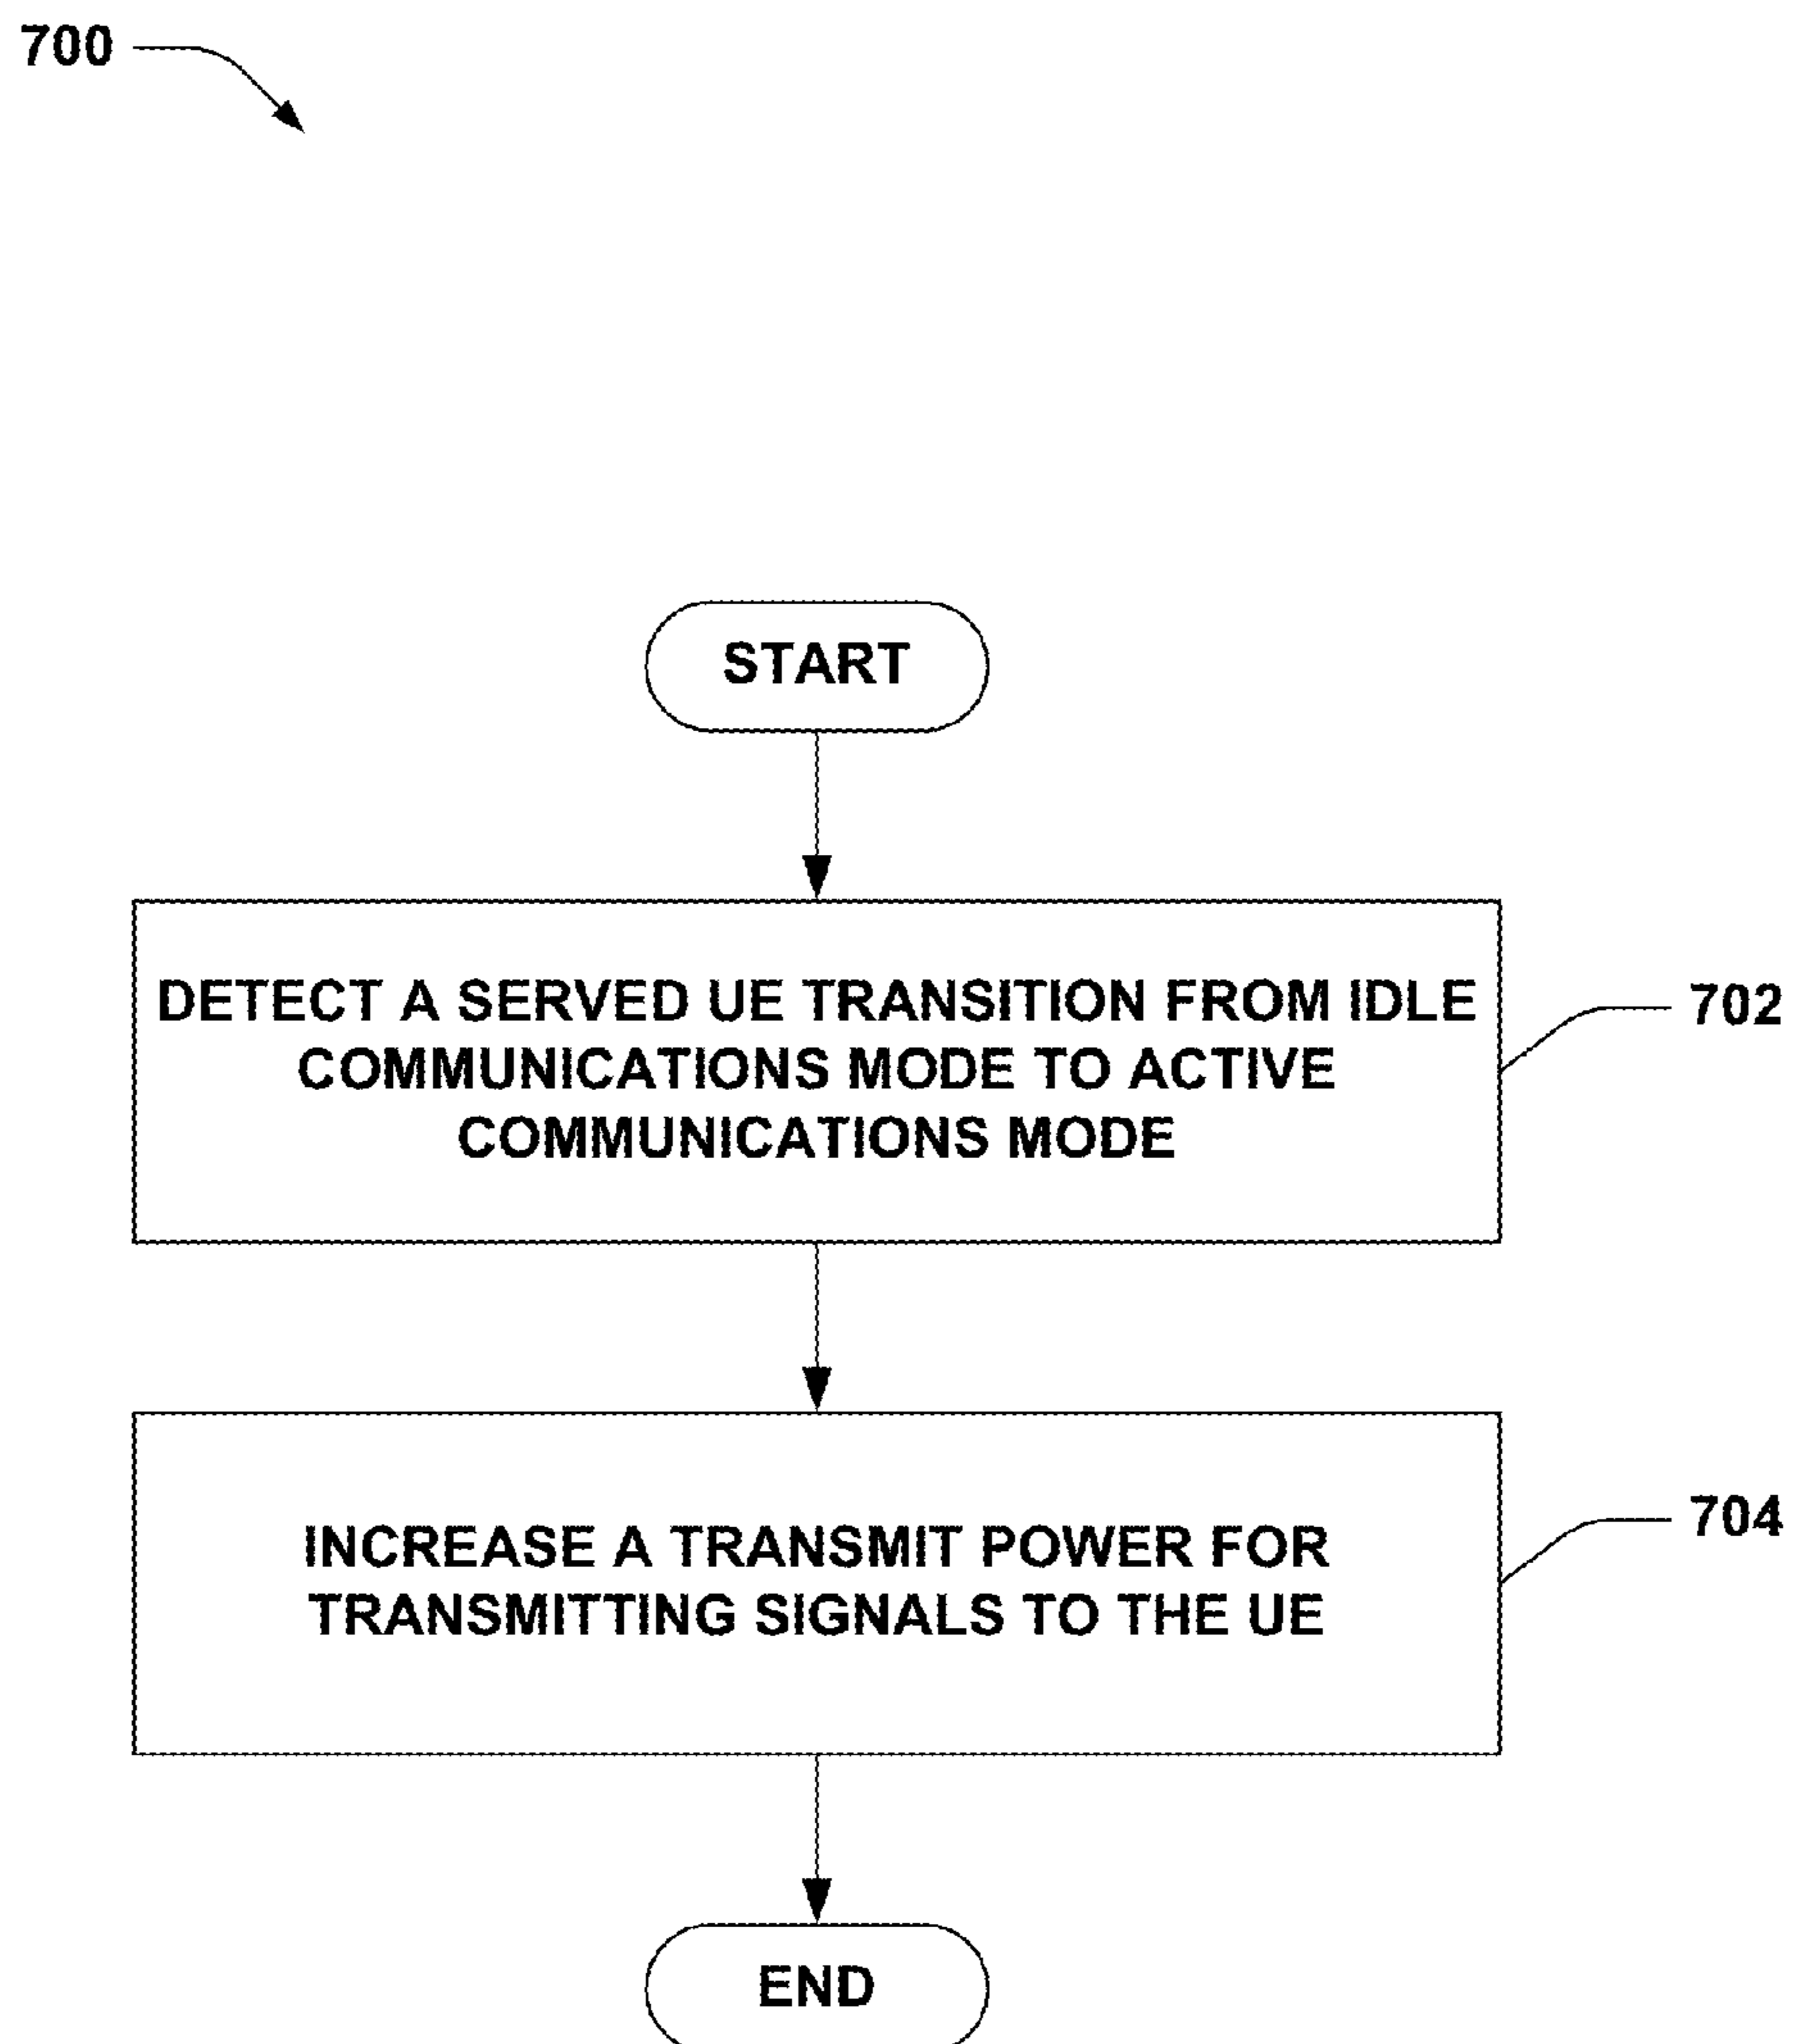 700
START
DETECT A SERVED UE TRANSITION FROM IDLE
COMMUNICATIONS MODE TO ACTIVE
COMMUNICATIONS MODE
702
INCREASE A TRANSMIT POWER FOR
TRANSMITTING SIGNALS TO THE UE
704
END